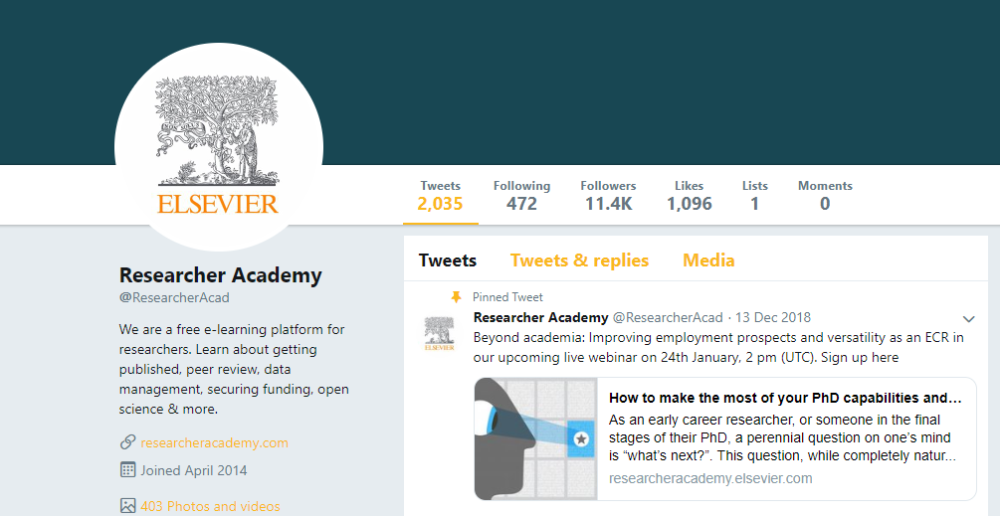 ELSEVIER
Tweets
2,035
Following
472
Followers
11.4K
Likes
1,096
Lists
1
Moments
0
Researcher Academy
@ResearcherAcad
We are a free e-learning platform for
researchers. Learn about getting
published, peer review, data
management, securing funding, open
science & more.
researcheracademy.com
Joined April 2014
403 Photos and videos
Tweets
Tweets & replies
Media
Pinned Tweet
ELSEVIER
Researcher Academy @ResearcherAcad · 13 Dec 2018
Beyond academia: Improving employment prospects and versatility as an ECR in
our upcoming live webinar on 24th January, 2 pm (UTC). Sign up here
How to make the most of your PhD capabilities and…
As an early career researcher, or someone in the final
stages of their PhD, a perennial question on one’s mind
is “what’s next?”. This question, while completely natur...
researcheracademy.elsevier.com